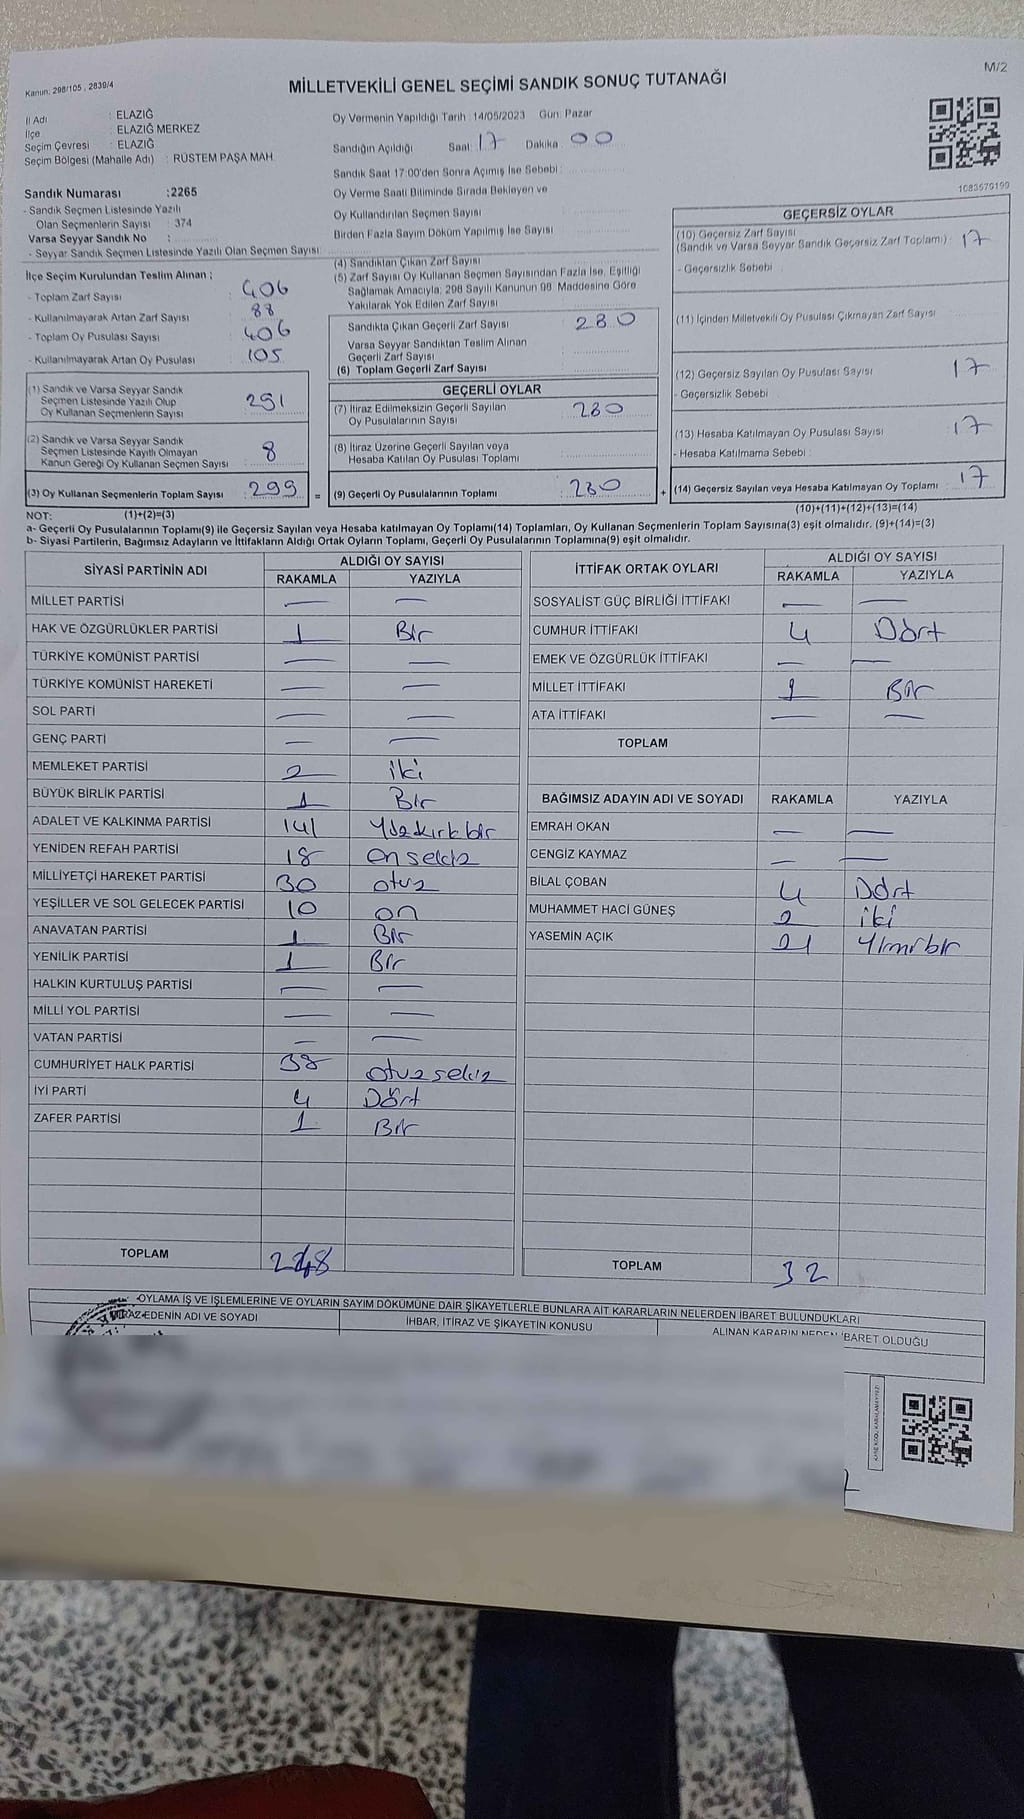 Kanun: 298/105 , 2839/4
MİLLETVEKİLİ GENEL SEÇİMİ SANDIK SONUÇ TUTANAĞI
M/2
İl Adı : ELAZIĞ
İlçe : ELAZIĞ MERKEZ
Seçim Çevresi : ELAZIĞ
Seçim Bölgesi (Mahalle Adı) : RÜSTEM PAŞA MAH.
Sandık Numarası :2265
- Sandık Seçmen Listesinde Yazılı
Olan Seçmenlerin Sayısı : 374
Varsa Seyyar Sandık No :
- Seyyar Sandık Seçmen Listesinde Yazılı Olan Seçmen Sayısı :
İlçe Seçim Kurulundan Teslim Alınan ;
- Toplam Zarf Sayısı : 406
- Kullanılmayarak Artan Zarf Sayısı : 88
- Toplam Oy Pusulası Sayısı : 406
- Kullanılmayarak Artan Oy Pusulası : 105
(1) Sandık ve Varsa Seyyar Sandık
Seçmen Listesinde Yazılı Olup
Oy Kullanan Seçmenlerin Sayısı : 291
(2) Sandık ve Varsa Seyyar Sandık
Seçmen Listesinde Kayıtlı Olmayan
Kanun Gereği Oy Kullanan Seçmen Sayısı : 8
(3) Oy Kullanan Seçmenlerin Toplam Sayısı : 299
Oy Vermenin Yapıldığı Tarih : 14/05/2023 Gün: Pazar
Sandığın Açıldığı Saat : 17 Dakika : 00
Sandık Saat 17:00'den Sonra Açılmış İse Sebebi :
Oy Verme Saati Bitiminde Sırada Bekleyen ve
Oy Kullandırılan Seçmen Sayısı
Birden Fazla Sayım Döküm Yapılmış İse Sayısı
(4) Sandıktan Çıkan Zarf Sayısı
(5) Zarf Sayısı Oy Kullanan Seçmen Sayısından Fazla İse, Eşitliği
Sağlamak Amacıyla; 298 Sayılı Kanunun 98. Maddesine Göre
Yakılarak Yok Edilen Zarf Sayısı
Sandıkta Çıkan Geçerli Zarf Sayısı : 280
Varsa Seyyar Sandıktan Teslim Alınan
Geçerli Zarf Sayısı
(6) Toplam Geçerli Zarf Sayısı
GEÇERLİ OYLAR
(7) İtiraz Edilmeksizin Geçerli Sayılan
Oy Pusulalarının Sayısı : 280
(8) İtiraz Üzerine Geçerli Sayılan veya
Hesaba Katılan Oy Pusulası Toplamı
= (9) Geçerli Oy Pusulalarının Toplamı : 280 +
1083579199
GEÇERSİZ OYLAR
(10) Geçersiz Zarf Sayısı
(Sandık ve Varsa Seyyar Sandık Geçersiz Zarf Toplamı) : 17
- Geçersizlik Sebebi :
(11) İçinden Milletvekili Oy Pusulası Çıkmayan Zarf Sayısı
(12) Geçersiz Sayılan Oy Pusulası Sayısı : 17
- Geçersizlik Sebebi
(13) Hesaba Katılmayan Oy Pusulası Sayısı : 17
- Hesaba Katılmama Sebebi :
(14) Geçersiz Sayılan veya Hesaba Katılmayan Oy Toplamı : 17
NOT: (1)+(2)=(3)
(10)+(11)+(12)+(13)=(14)
a- Geçerli Oy Pusulalarının Toplamı(9) ile Geçersiz Sayılan veya Hesaba katılmayan Oy Toplamı(14) Toplamları, Oy Kullanan Seçmenlerin Toplam Sayısına(3) eşit olmalıdır. (9)+(14)=(3)
b- Siyasi Partilerin, Bağımsız Adayların ve İttifakların Aldığı Ortak Oyların Toplamı, Geçerli Oy Pusulalarının Toplamına(9) eşit olmalıdır.
SİYASİ PARTİNİN ADI ALDIĞI OY SAYISI
RAKAMLA YAZIYLA
MİLLET PARTİSİ — —
HAK VE ÖZGÜRLÜKLER PARTİSİ 1 Bir
TÜRKİYE KOMÜNİST PARTİSİ — —
TÜRKİYE KOMÜNİST HAREKETİ — —
SOL PARTİ — —
GENÇ PARTİ — —
MEMLEKET PARTİSİ 2 iki
BÜYÜK BİRLİK PARTİSİ 1 Bir
ADALET VE KALKINMA PARTİSİ 141 Yüzkırkbir
YENİDEN REFAH PARTİSİ 18 on sekiz
MİLLİYETÇİ HAREKET PARTİSİ 30 otuz
YEŞİLLER VE SOL GELECEK PARTİSİ 10 on
ANAVATAN PARTİSİ 1 Bir
YENİLİK PARTİSİ 1 Bir
HALKIN KURTULUŞ PARTİSİ — —
MİLLİ YOL PARTİSİ — —
VATAN PARTİSİ — —
CUMHURİYET HALK PARTİSİ 38 otuzsekiz
İYİ PARTİ 4 Dört
ZAFER PARTİSİ 1 Bir
TOPLAM 248
İTTİFAK ORTAK OYLARI ALDIĞI OY SAYISI
RAKAMLA YAZIYLA
SOSYALİST GÜÇ BİRLİĞİ İTTİFAKI — —
CUMHUR İTTİFAKI 4 Dört
EMEK VE ÖZGÜRLÜK İTTİFAKI — —
MİLLET İTTİFAKI 1 Bir
ATA İTTİFAKI — —
TOPLAM
BAĞIMSIZ ADAYIN ADI VE SOYADI RAKAMLA YAZIYLA
EMRAH OKAN — —
CENGİZ KAYMAZ — —
BİLAL ÇOBAN 4 Dört
MUHAMMET HACİ GÜNEŞ 2 iki
YASEMİN AÇIK 21 Yirmibir
TOPLAM 32
OYLAMA İŞ VE İŞLEMLERİNE VE OYLARIN SAYIM DÖKÜMÜNE DAİR ŞİKAYETLERLE BUNLARA AİT KARARLARIN NELERDEN İBARET BULUNDUKLARI
EDENİN ADI VE SOYADI
İHBAR, İTİRAZ VE ŞİKAYETİN KONUSU
ALINAN KARARIN NEDEN İBARET OLDUĞU